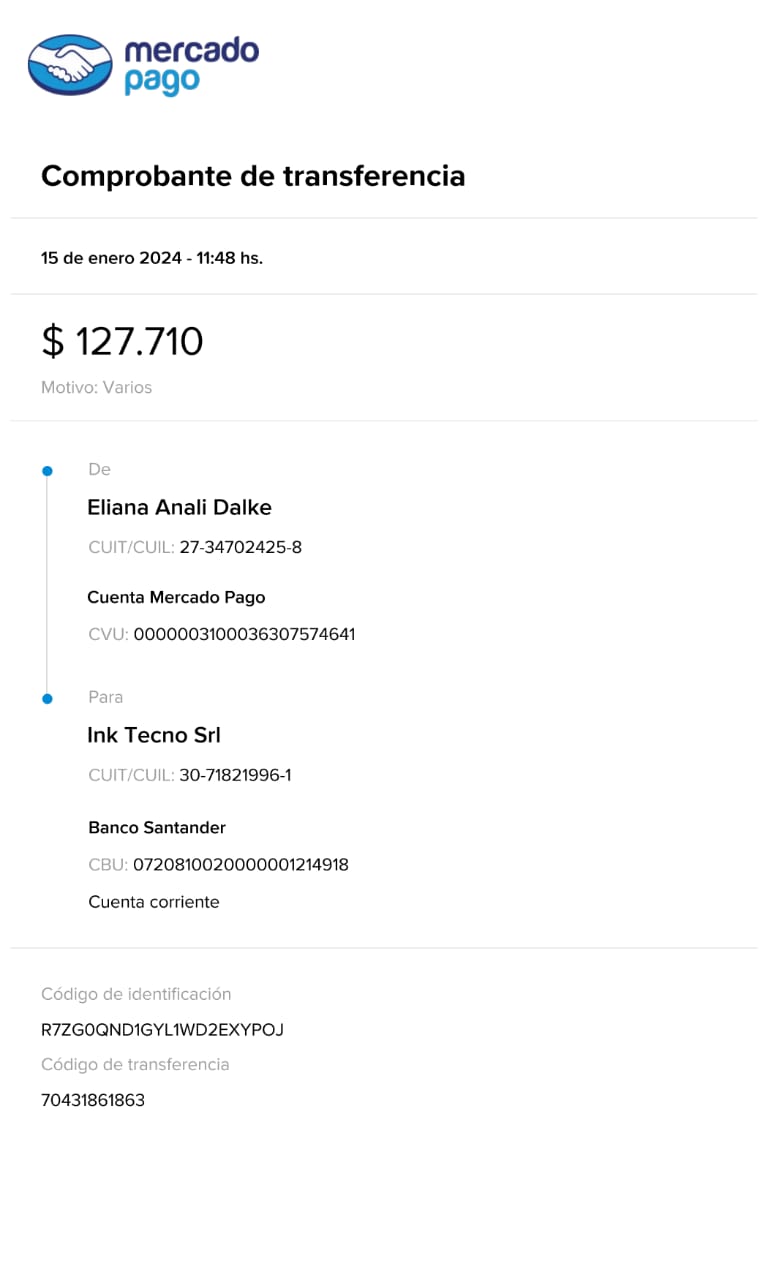 mercado
pago
Comprobante de transferencia
15 de enero 2024 - 11:48 hs.
$ 127.710
Motivo: Varios
De
Eliana Anali Dalke
CUIT/CUIL: 27-34702425-8
Cuenta Mercado Pago
CVU: 0000003100036307574641
Para
Ink Tecno Srl
CUIT/CUIL: 30-71821996-1
Banco Santander
CBU: 0720810020000001214918
Cuenta corriente
Código de identificación
R7ZG0QND1GYL1WD2EXYPOJ
Código de transferencia
70431861863